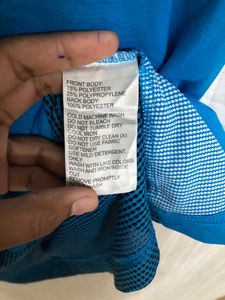 FRONT BODY:
75% POLYESTER
25% POLYPROPYLENE
BACK BODY:
100% POLYESTER
COLD MACHINE WASH
DO NOT BLEACH
DO NOT TUMBLE DRY
COOL IRON
DO NOT DRY CLEAN (X)
DO NOT USE FABRIC
SOFTENER
USE MILD DETERGENT
ONLY
WASH WITH LIKE COLORS
WASH AND IRON INSIDE
OUT
REMOVE PROMPTLY